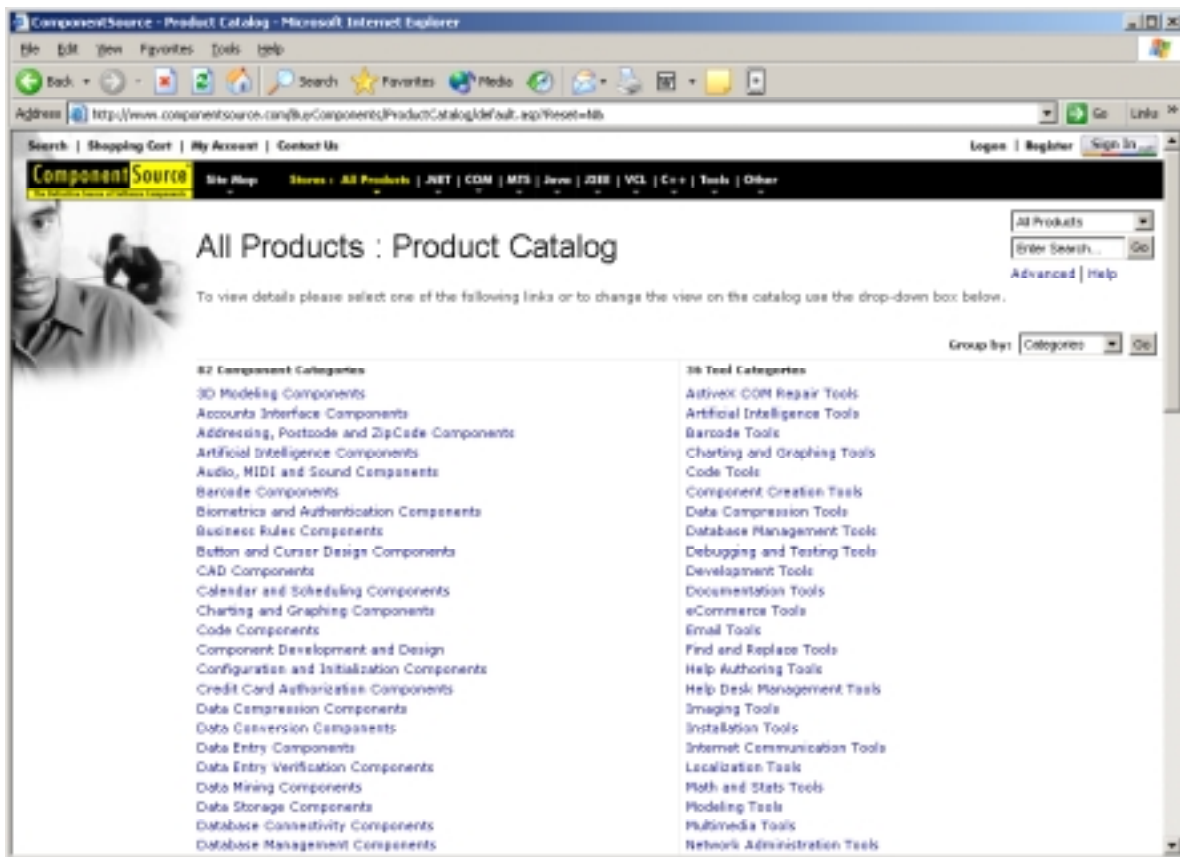 ComponentSource - Product Catalog - Microsoft Internet Explorer
File Edit View Favorites Tools Help
Back Search Favorites Media
Address http://www.componentsource.com/BuyComponents/ProductCatalog/default.asp?Reset=Nth Go Links »
Search | Shopping Cart | My Account | Contact Us Logon | Register Sign In
ComponentSource Site Map Stores : All Products | .NET | COM | MTS | Java | J2EE | VCL | C++ | Tools | Other
The Definitive Source of Software Components
All Products
All Products : Product Catalog
Enter Search... Go
Advanced | Help
To view details please select one of the following links or to change the view on the catalog use the drop-down box below.
Group by: Categories Go
82 Component Categories
3D Modeling Components
Accounts Interface Components
Addressing, Postcode and ZipCode Components
Artificial Intelligence Components
Audio, MIDI and Sound Components
Barcode Components
Biometrics and Authentication Components
Business Rules Components
Button and Cursor Design Components
CAD Components
Calendar and Scheduling Components
Charting and Graphing Components
Code Components
Component Development and Design
Configuration and Initialization Components
Credit Card Authorization Components
Data Compression Components
Data Conversion Components
Data Entry Components
Data Entry Verification Components
Data Mining Components
Data Storage Components
Database Connectivity Components
Database Management Components
36 Tool Categories
ActiveX COM Repair Tools
Artificial Intelligence Tools
Barcode Tools
Charting and Graphing Tools
Code Tools
Component Creation Tools
Data Compression Tools
Database Management Tools
Debugging and Testing Tools
Development Tools
Documentation Tools
eCommerce Tools
Email Tools
Find and Replace Tools
Help Authoring Tools
Help Desk Management Tools
Imaging Tools
Installation Tools
Internet Communication Tools
Localization Tools
Math and Stats Tools
Modeling Tools
Multimedia Tools
Network Administration Tools